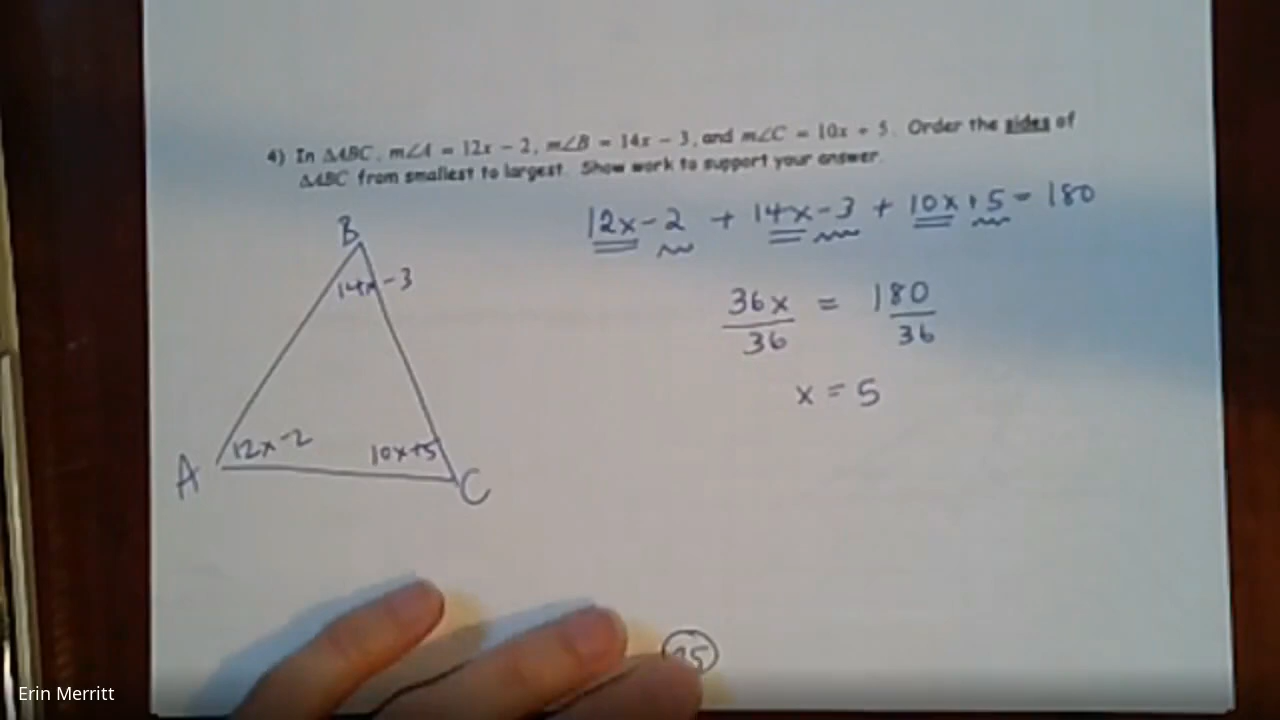 4) In ΔABC, m∠A = 12x − 2, m∠B = 14x − 3, and m∠C = 10x + 5. Order the sides of
ΔABC from smallest to largest. Show work to support your answer.
12x - 2 + 14x - 3 + 10x + 5 = 180
B
14x - 3
36x = 180
36 36
x = 5
A
12x - 2
10x + 5
C
Erin Merritt